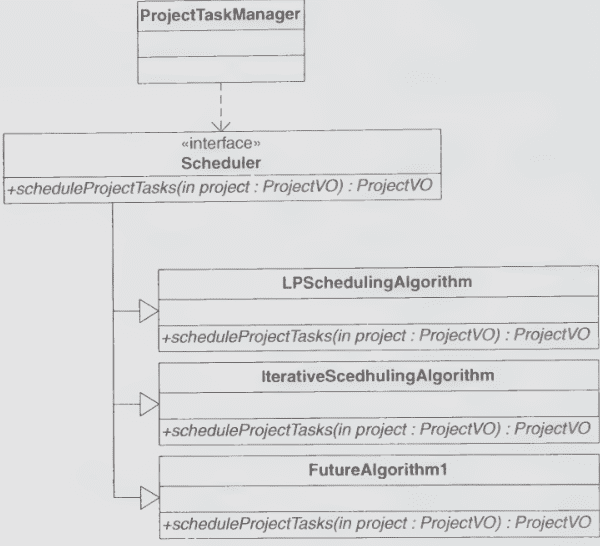 ProjectTaskManager
«interface»
Scheduler
+scheduleProjectTasks(in project : ProjectVO) : ProjectVO
LPSchedulingAlgorithm
+scheduleProjectTasks(in project : ProjectVO) : ProjectVO
IterativeScedhulingAlgorithm
+scheduleProjectTasks(in project : ProjectVO) : ProjectVO
FutureAlgorithm1
+scheduleProjectTasks(in project : ProjectVO) : ProjectVO